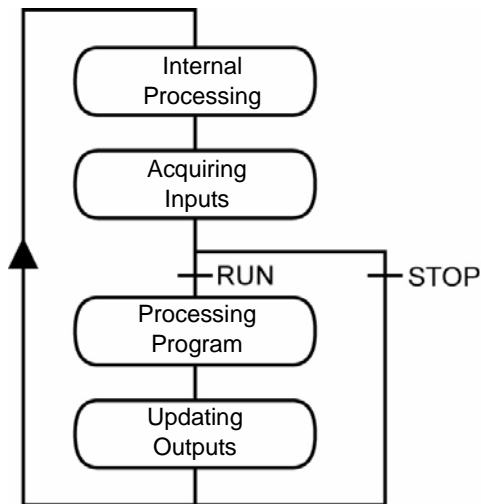 Internal
Processing
Acquiring
Inputs
RUN
STOP
Processing
Program
Updating
Outputs